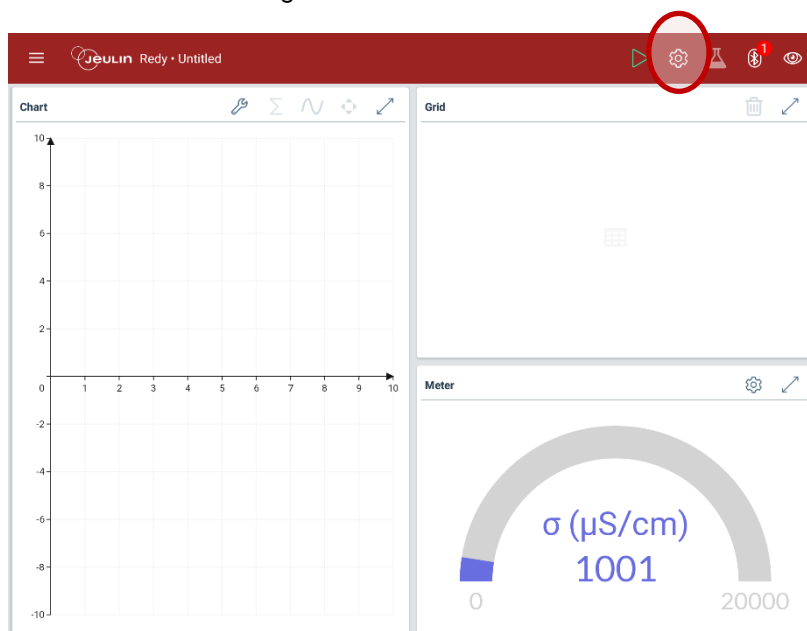 Jeulin Redy • Untitled
1
Chart
Grid
10
8
6
4
2
0 1 2 3 4 5 6 7 8 9 10
-2
-4
-6
-8
-10
Meter
σ (µS/cm)
1001
0 20000